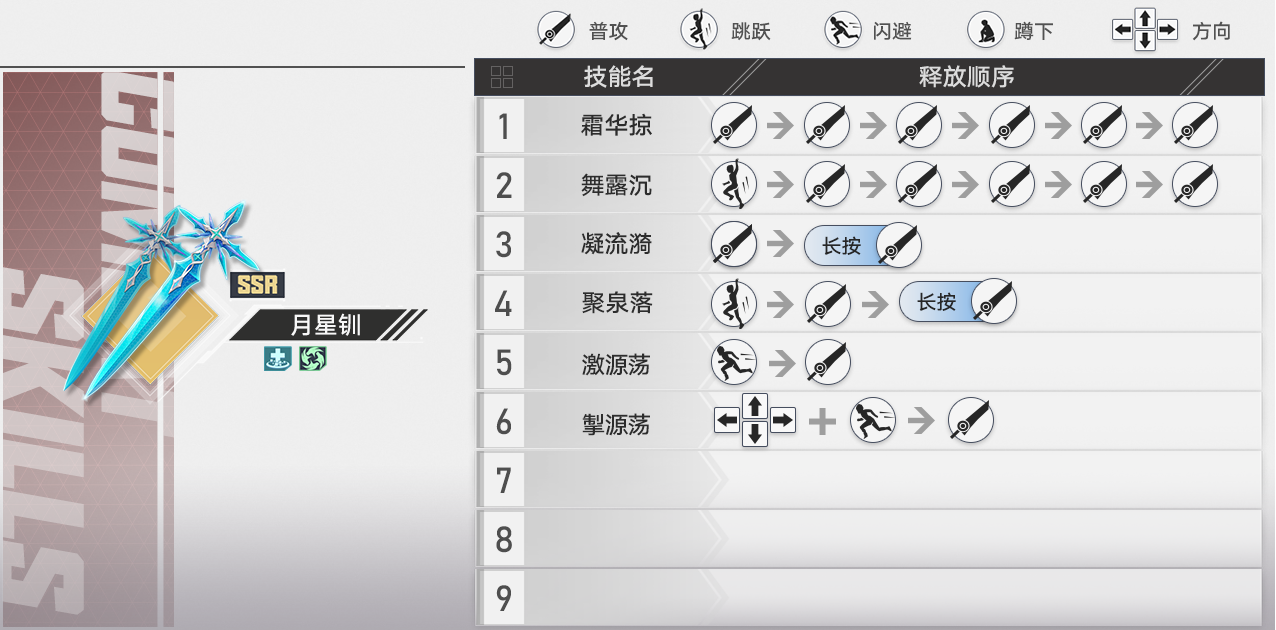 普攻 跳跃 闪避 蹲下 方向
技能名 释放顺序
COMBAT
SKILLS
SSR
月星钏
1 霜华掠
2 舞露沉
3 凝流漪 长按
4 聚泉落 长按
5 激源荡
6 掣源荡
7
8
9